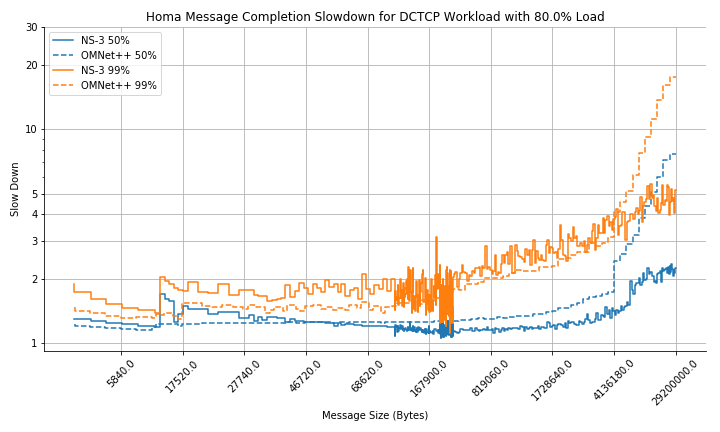 Homa Message Completion Slowdown for DCTCP Workload with 80.0% Load
NS-3 50%
OMNet++ 50%
NS-3 99%
OMNet++ 99%
Slow Down
30
20
10
5
4
3
2
1
5840.0
17520.0
27740.0
46720.0
68620.0
167900.0
819060.0
1728640.0
4136180.0
29200000.0
Message Size (Bytes)